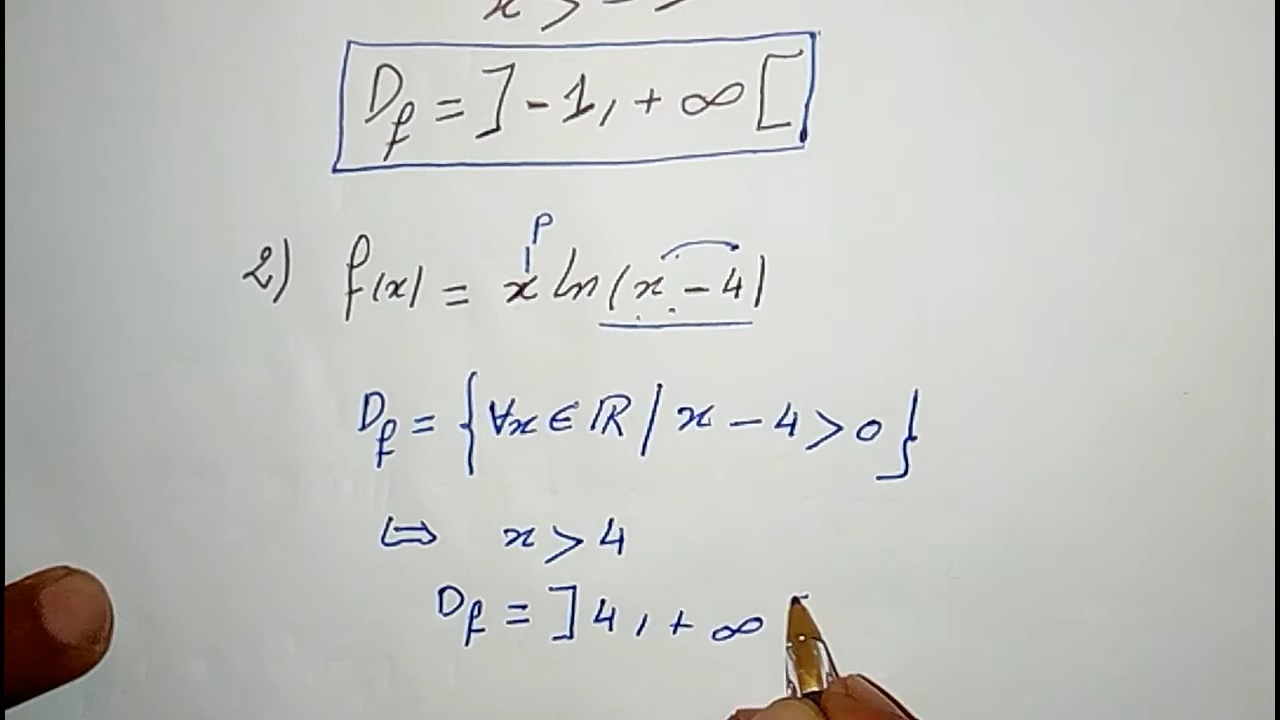 D_f = ]-1, +∞[
2) f(x) = x ln(x - 4)
P
D_f = {∀x ∈ ℝ / x - 4 > 0}
⇔ x > 4
D_f = ]4, +∞